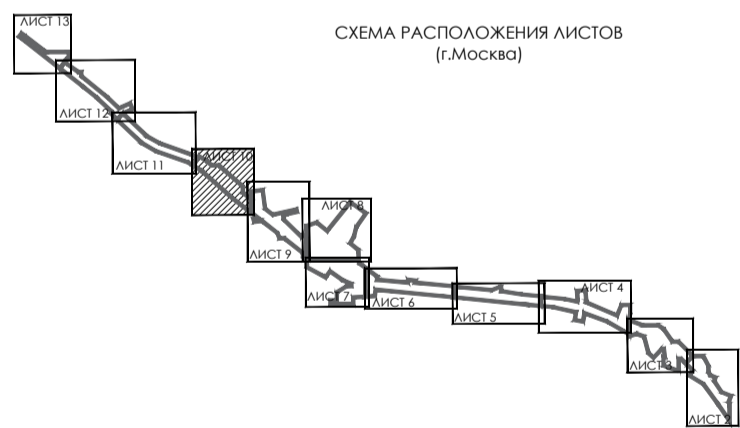 ЛИСТ 13
СХЕМА РАСПОЛОЖЕНИЯ ЛИСТОВ
(г.Москва)
ЛИСТ 12
ЛИСТ 11
ЛИСТ 10
ЛИСТ 9
ЛИСТ 8
ЛИСТ 7
ЛИСТ 6
ЛИСТ 5
ЛИСТ 4
ЛИСТ 3
ЛИСТ 2